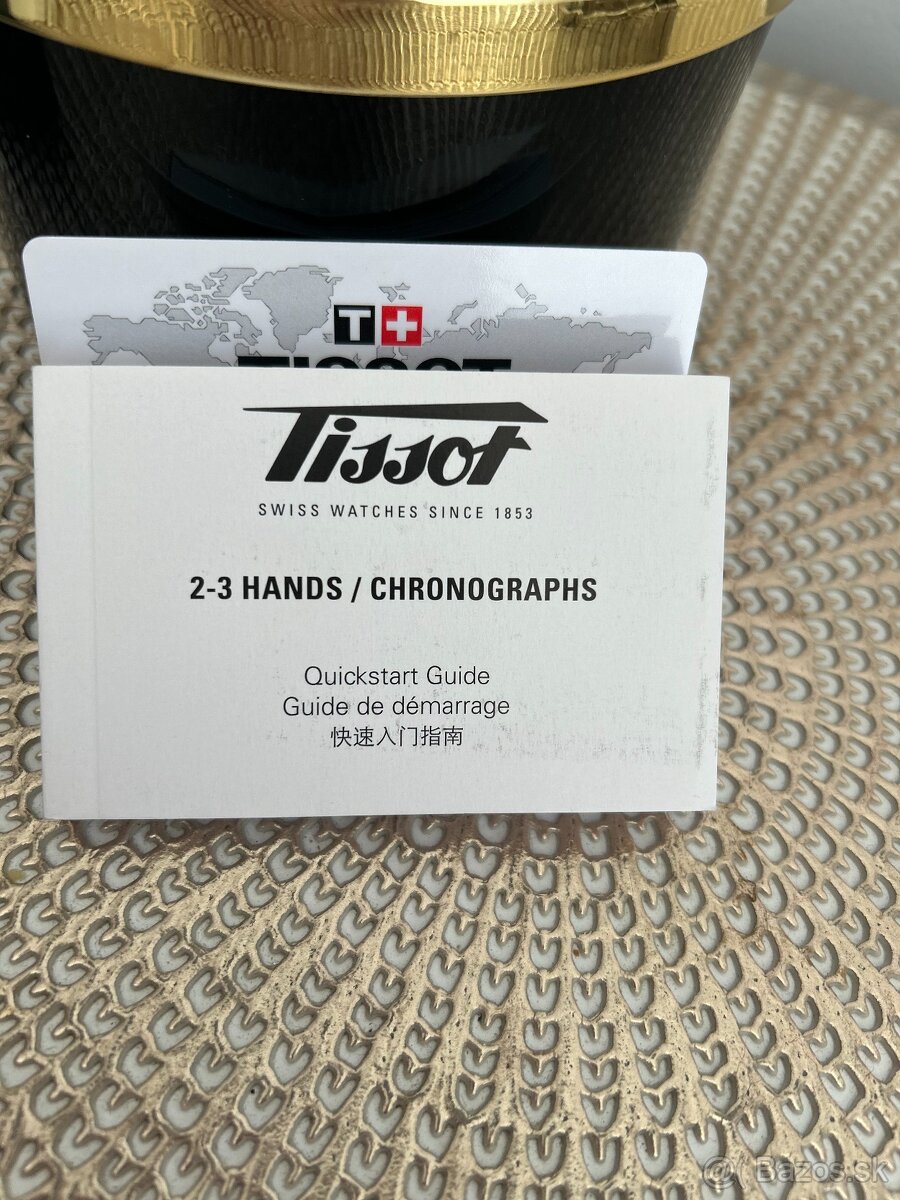 T+
TISSOT
Tissot
SWISS WATCHES SINCE 1853
2-3 HANDS / CHRONOGRAPHS
Quickstart Guide
Guide de démarrage
快速入门指南
Bazos.sk